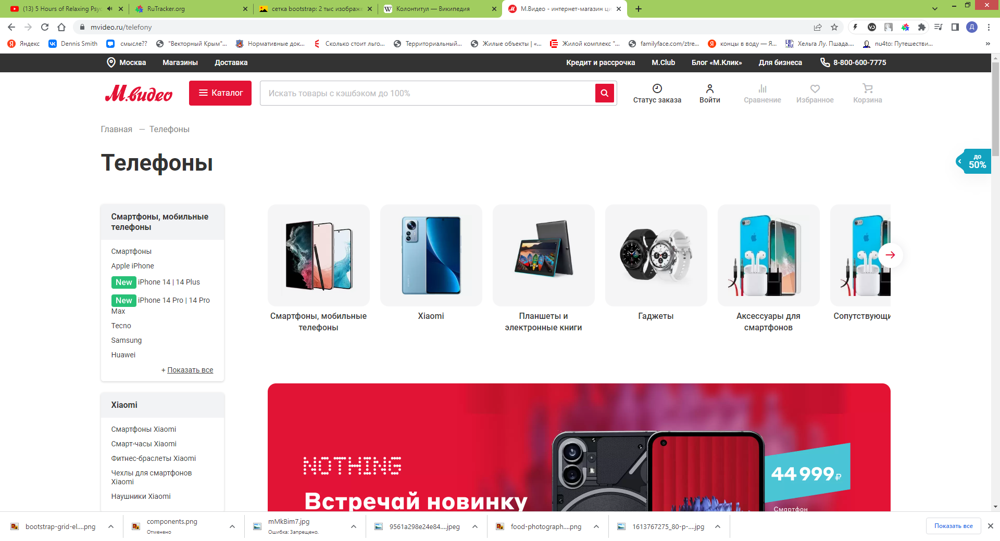 (13) 5 Hours of Relaxing Psyc
RuTracker.org
сетка bootstrap: 2 тыс изображе
Колонтитул — Википедия
М.Видео - интернет-магазин ци
mvideo.ru/telefony
Яндекс
Dennis Smith
смысле??
"Векторный Крым"...
Нормативные док...
Сколько стоит льго...
Территориальный...
Жилые объекты | «...
Жилой комплекс "...
familyface.com/ztre...
концы в воду — Я...
Хельга Лу. Пшада....
nu4to: Путешестви...
Москва
Магазины
Доставка
Кредит и рассрочка
M.Club
Блог «М.Клик»
Для бизнеса
8-800-600-7775
М.видео
Каталог
Искать товары с кэшбэком до 100%
Статус заказа
Войти
Сравнение
Избранное
Корзина
Главная — Телефоны
Телефоны
до
50%
Смартфоны, мобильные
телефоны
Смартфоны
Apple iPhone
New iPhone 14 | 14 Plus
New iPhone 14 Pro | 14 Pro
Max
Tecno
Samsung
Huawei
+ Показать все
Xiaomi
Смартфоны Xiaomi
Смарт-часы Xiaomi
Фитнес-браслеты Xiaomi
Чехлы для смартфонов
Xiaomi
Наушники Xiaomi
Смартфоны, мобильные
телефоны
Xiaomi
Планшеты и
электронные книги
Гаджеты
Аксессуары для
смартфонов
Сопутствующи
NOTHING
Встречай новинку
44 999₽
Смартфон
bootstrap-grid-el....png
components.png
Отменено
mMkBim7.jpg
Ошибка: Запрещено.
9561a298e24e84....jpeg
food-photograph....png
1613767275_80-p-....jpg
Показать все